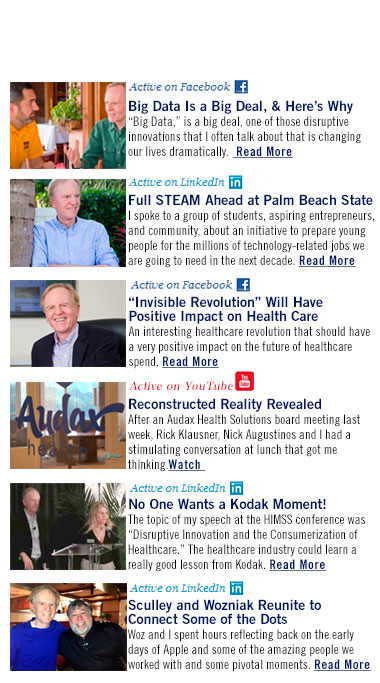 Active on Facebook
Big Data Is a Big Deal, & Here's Why
"Big Data," is a big deal, one of those disruptive
innovations that I often talk about that is changing
our lives dramatically. Read More
Active on LinkedIn in
Full STEAM Ahead at Palm Beach State
I spoke to a group of students, aspiring entrepreneurs,
and community, about an initiative to prepare young
people for the millions of technology-related jobs we
are going to need in the next decade. Read More
Active on Facebook
"Invisible Revolution" Will Have
Positive Impact on Health Care
An interesting healthcare revolution that should have
a very positive impact on the future of healthcare
spend. Read More
Active on YouTube You Tube
Audax
health
Reconstructed Reality Revealed
After an Audax Health Solutions board meeting last
week, Rick Klausner, Nick Augustinos and I had a
stimulating conversation at lunch that got me
thinking.Watch
Active on LinkedIn in
No One Wants a Kodak Moment!
The topic of my speech at the HIMSS conference was
"Disruptive Innovation and the Consumerization of
Healthcare." The healthcare industry could learn a
really good lesson from Kodak. Read More
Active on LinkedIn in
Sculley and Wozniak Reunite to
Connect Some of the Dots
Woz and I spent hours reflecting back on the early
days of Apple and some of the amazing people we
worked with and some pivotal moments. Read More